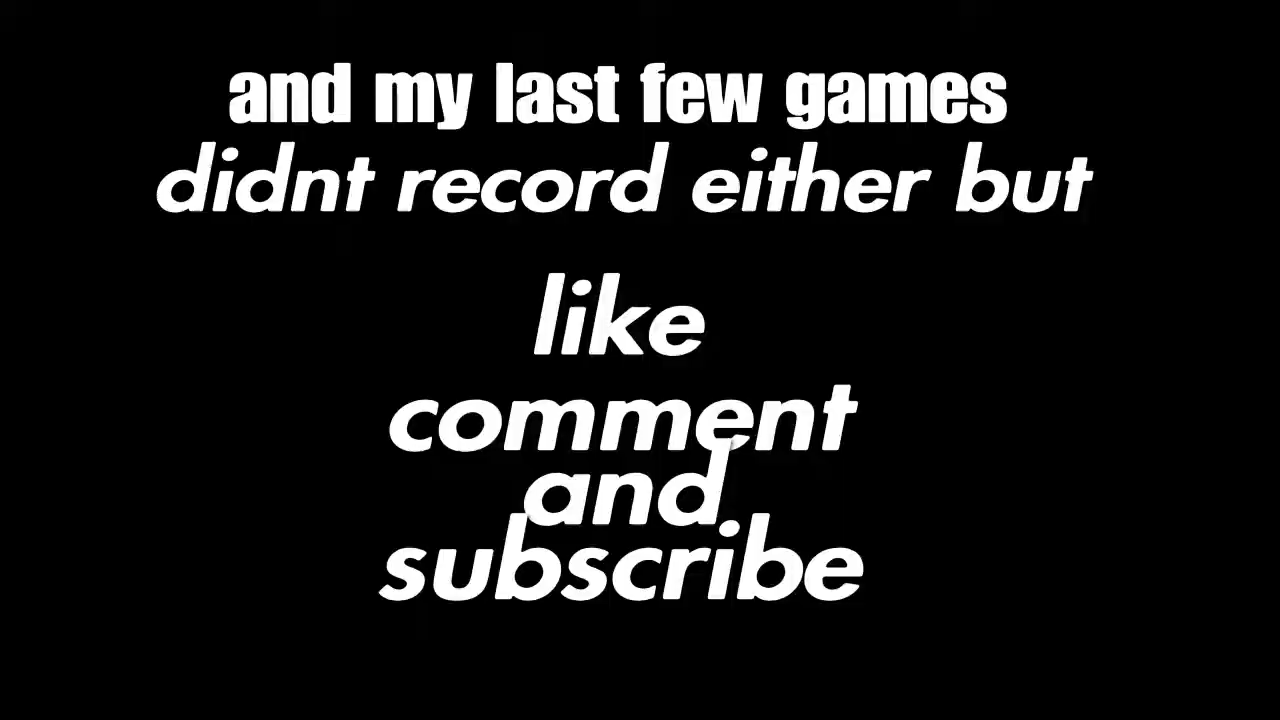 and my last few games
didnt record either but
like
comment
and
subscribe